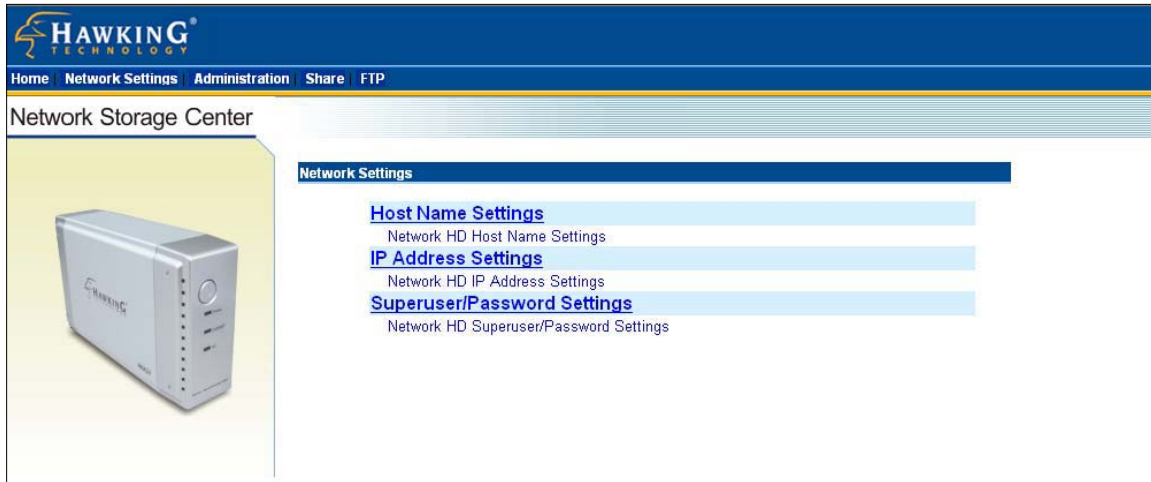 HAWKING®
TECHNOLOGY
Home | Network Settings | Administration | Share | FTP
Network Storage Center
Network Settings
Host Name Settings
Network HD Host Name Settings
IP Address Settings
Network HD IP Address Settings
Superuser/Password Settings
Network HD Superuser/Password Settings
HAWKING